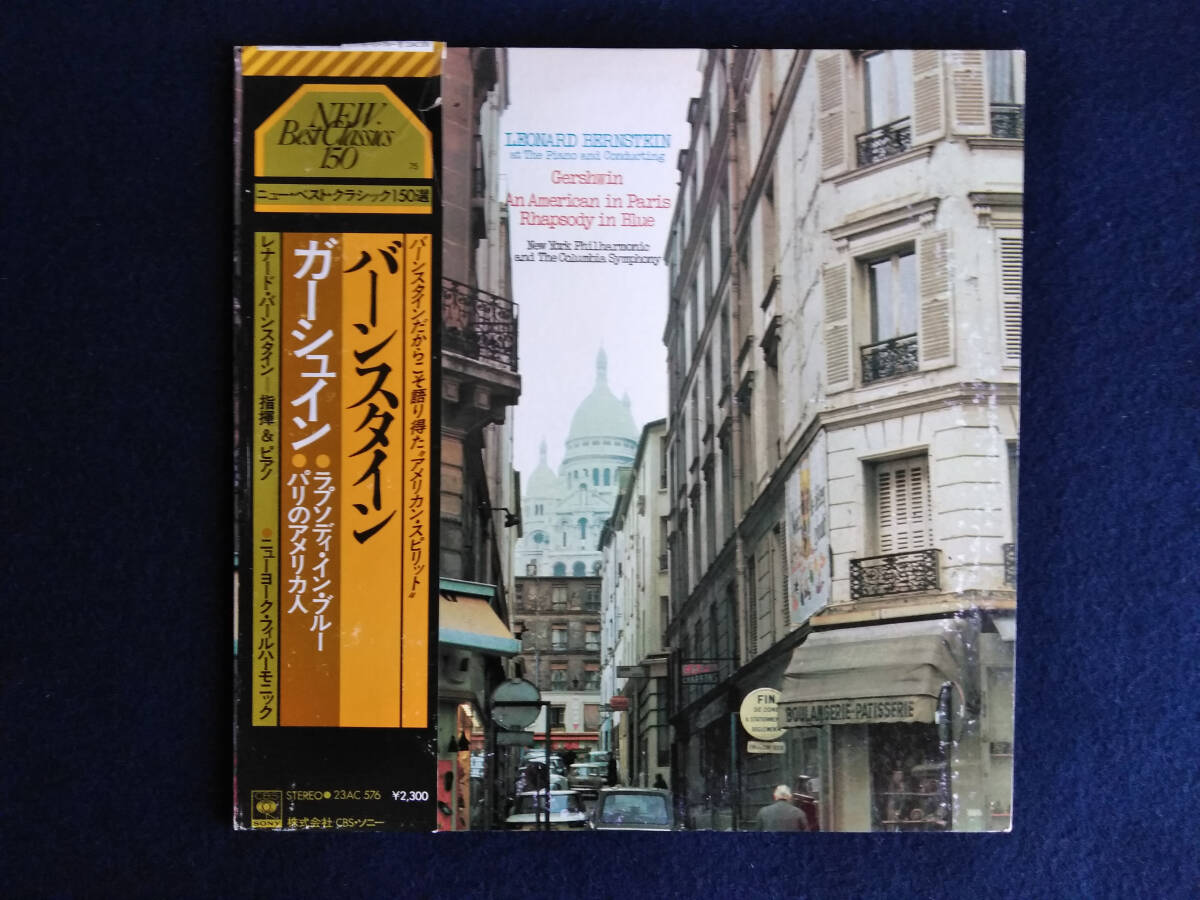 NEW.
Best Classics
150
75
ニュー・ベスト・クラシック150選
バーンスタインだからこそ語り得た“アメリカン・スピリット”
バーンスタイン
ガーシュイン
●ラプソディ・イン・ブルー
●パリのアメリカ人
レナード・バーンスタイン=指揮&ピアノ
●ニューヨーク・フィルハーモニック
CBS
SONY
STEREO● 23AC 576 ¥2,300
株式会社 CBS・ソニー
LEONARD BERNSTEIN
at The Piano and Conducting
Gershwin
An American in Paris
Rhapsody in Blue
New York Philharmonic
and The Columbia Symphony
FIN
DE ZONE
BOULANGERIE-PATISSERIE